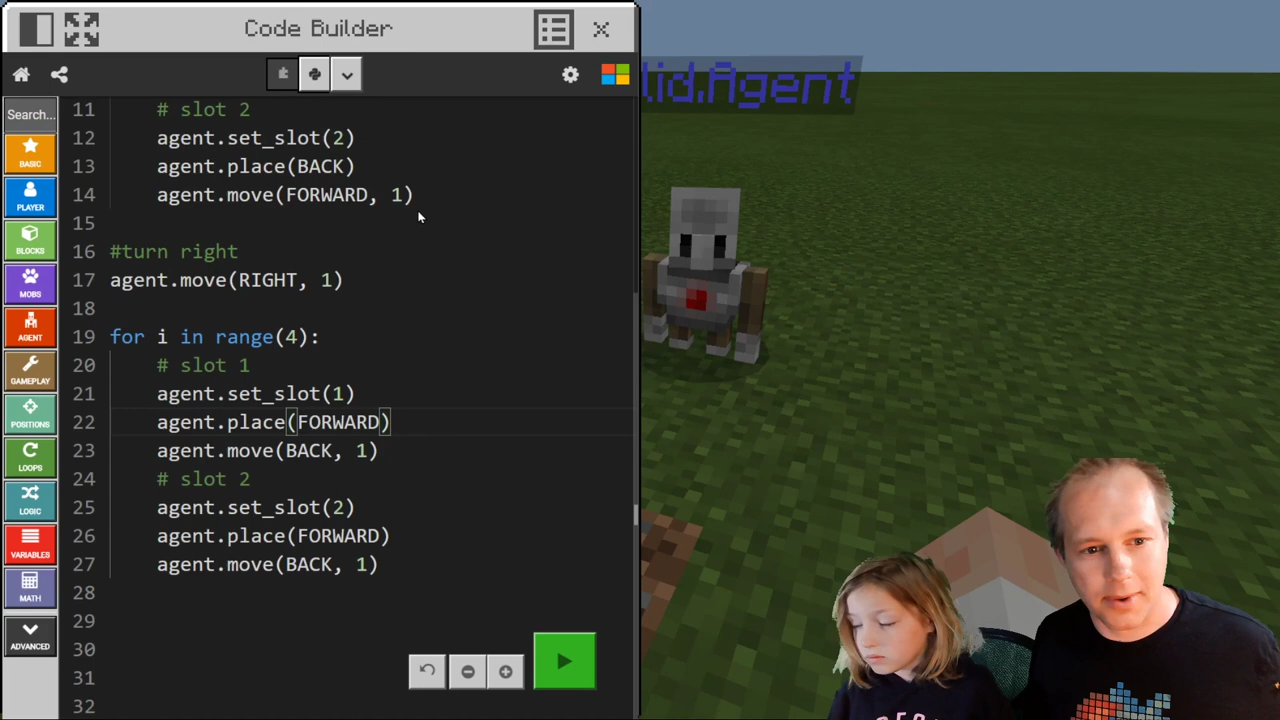 Code Builder
Search...
BASIC
PLAYER
BLOCKS
MOBS
AGENT
GAMEPLAY
POSITIONS
LOOPS
LOGIC
VARIABLES
MATH
ADVANCED
11 # slot 2
12 agent.set_slot(2)
13 agent.place(BACK)
14 agent.move(FORWARD, 1)
15
16 #turn right
17 agent.move(RIGHT, 1)
18
19 for i in range(4):
20 # slot 1
21 agent.set_slot(1)
22 agent.place(FORWARD)
23 agent.move(BACK, 1)
24 # slot 2
25 agent.set_slot(2)
26 agent.place(FORWARD)
27 agent.move(BACK, 1)
28
29
30
31
32
lid.Agent